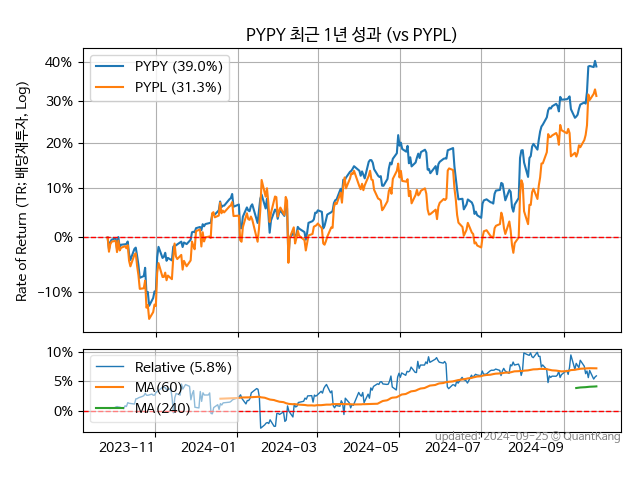 PYPY 최근 1년 성과 (vs PYPL)
Rate of Return (TR: 배당재투자, Log)
40%
30%
20%
10%
0%
−10%
PYPY (39.0%)
PYPL (31.3%)
10%
5%
0%
Relative (5.8%)
MA(60)
MA(240)
2023−11
2024−01
2024−03
2024−05
2024−07
2024−09
updated: 2024−09−25 © QuantKang